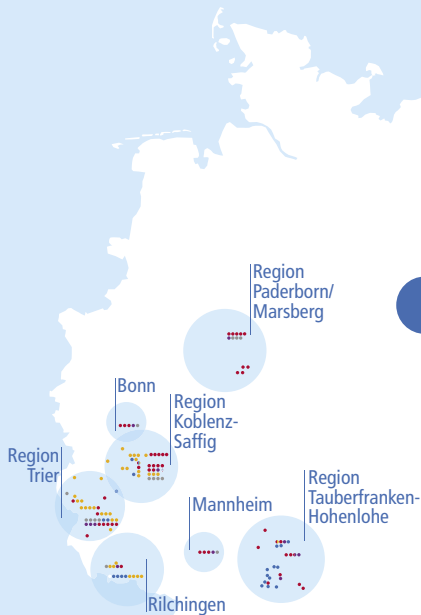 Region
Paderborn/
Marsberg
Bonn
Region
Koblenz-
Saffig
Region
Trier
Mannheim
Region
Tauberfranken-
Hohenlohe
Rilchingen